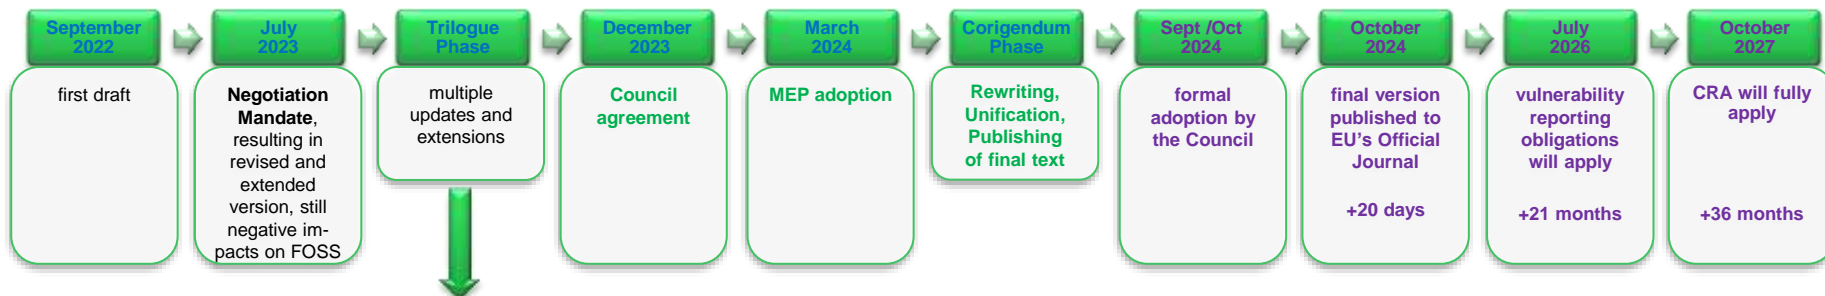 September
2022
first draft
July
2023
Negotiation
Mandate,
resulting in
revised and
extended
version, still
negative im-
pacts on FOSS
Trilogue
Phase
multiple
updates and
extensions
December
2023
Council
agreement
March
2024
MEP adoption
Corigendum
Phase
Rewriting,
Unification,
Publishing
of final text
Sept /Oct
2024
formal
adoption by
the Council
October
2024
final version
published to
EU's Official
Journal
+20 days
July
2026
vulnerability
reporting
obligations
will apply
+21 months
October
2027
CRA will fully
apply
+36 months